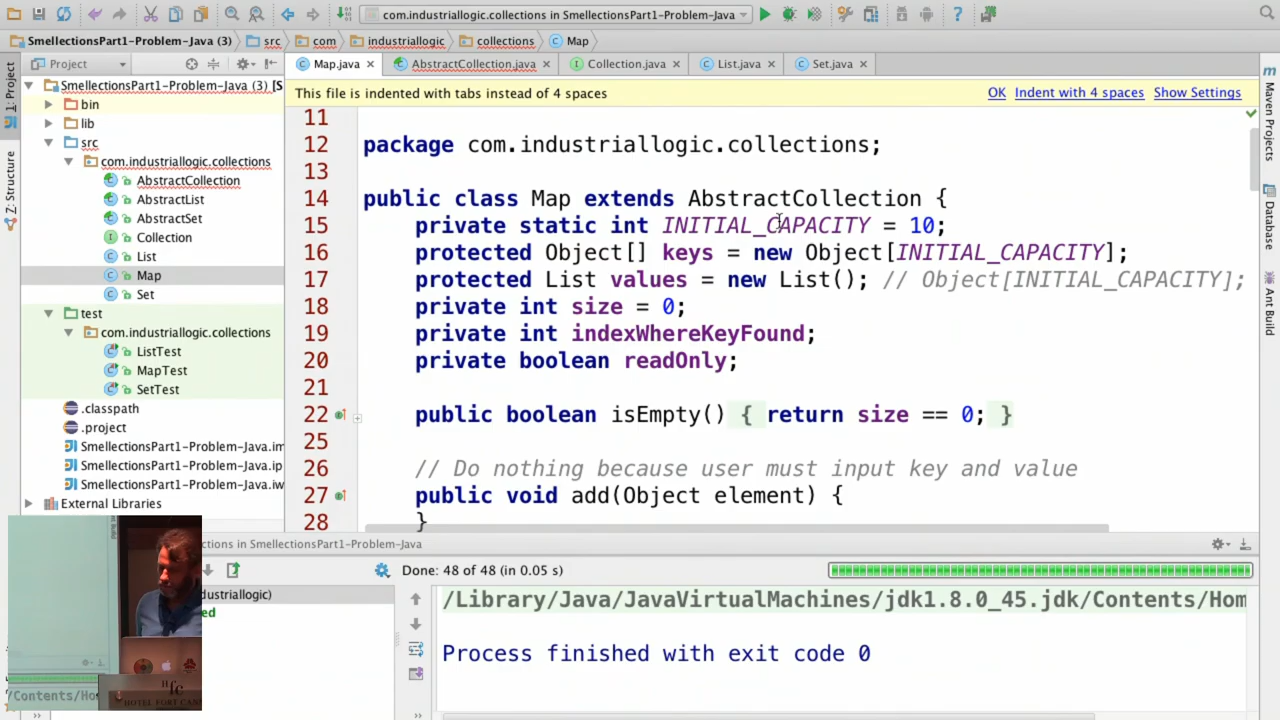 com.industriallogic.collections in SmellectionsPart1-Problem-Java
SmellectionsPart1-Problem-Java (3)
src
com
industriallogic
collections
Map
Project
Map.java
AbstractCollection.java
Collection.java
List.java
Set.java
1: Project
Z: Structure
Maven Projects
Database
Ant Build
This file is indented with tabs instead of 4 spaces
OK
Indent with 4 spaces
Show Settings
SmellectionsPart1-Problem-Java (3) [S
bin
lib
src
com.industriallogic.collections
AbstractCollection
AbstractList
AbstractSet
Collection
List
Map
Set
test
com.industriallogic.collections
ListTest
MapTest
SetTest
.classpath
.project
SmellectionsPart1-Problem-Java.im
SmellectionsPart1-Problem-Java.ip
SmellectionsPart1-Problem-Java.iw
External Libraries
11
12 package com.industriallogic.collections;
13
14 public class Map extends AbstractCollection {
15 private static int INITIAL_CAPACITY = 10;
16 protected Object[] keys = new Object[INITIAL_CAPACITY];
17 protected List values = new List(); // Object[INITIAL_CAPACITY];
18 private int size = 0;
19 private int indexWhereKeyFound;
20 private boolean readOnly;
21
22 public boolean isEmpty() { return size == 0; }
25
26 // Do nothing because user must input key and value
27 public void add(Object element) {
28 }
ctions in SmellectionsPart1-Problem-Java
Done: 48 of 48 (in 0.05 s)
dustriallogic)
ed
/Library/Java/JavaVirtualMachines/jdk1.8.0_45.jdk/Contents/Hom
Process finished with exit code 0
/Contents/Ho
HFC
HOTEL FORT CANN